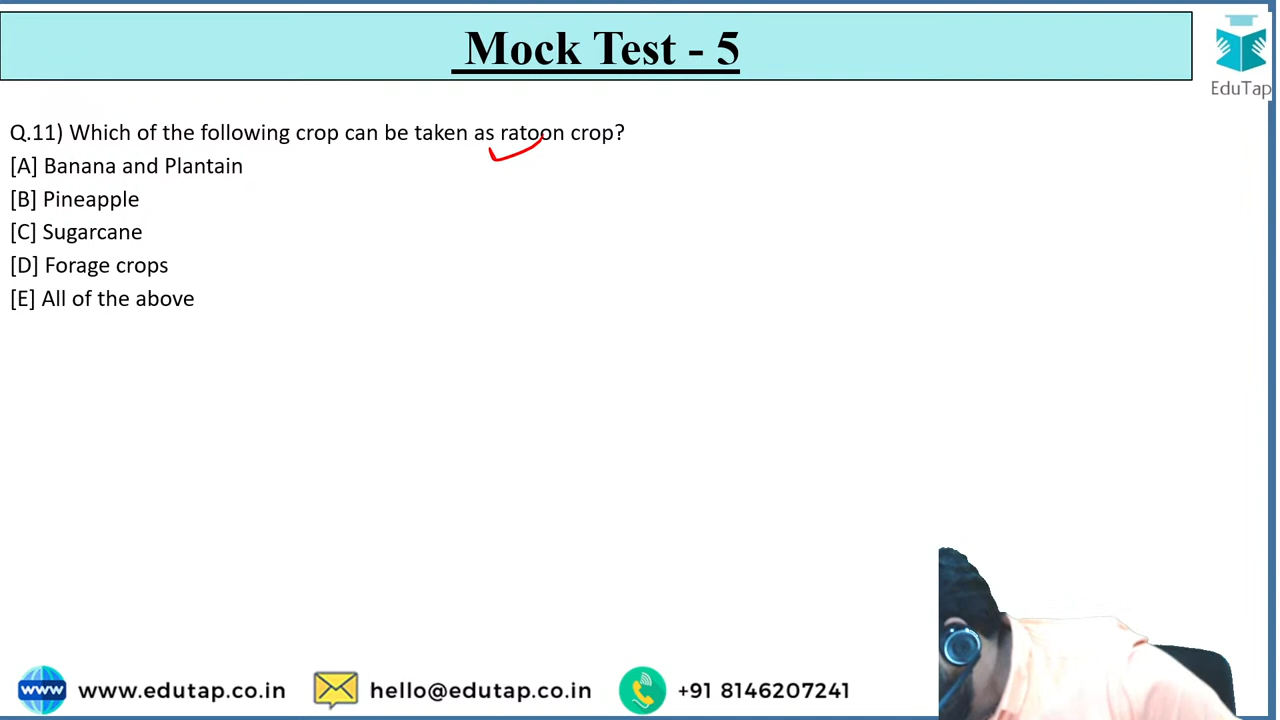 Mock Test - 5
EduTap
Q.11) Which of the following crop can be taken as ratoon crop?
[A] Banana and Plantain
[B] Pineapple
[C] Sugarcane
[D] Forage crops
[E] All of the above
www www.edutap.co.in hello@edutap.co.in +91 8146207241